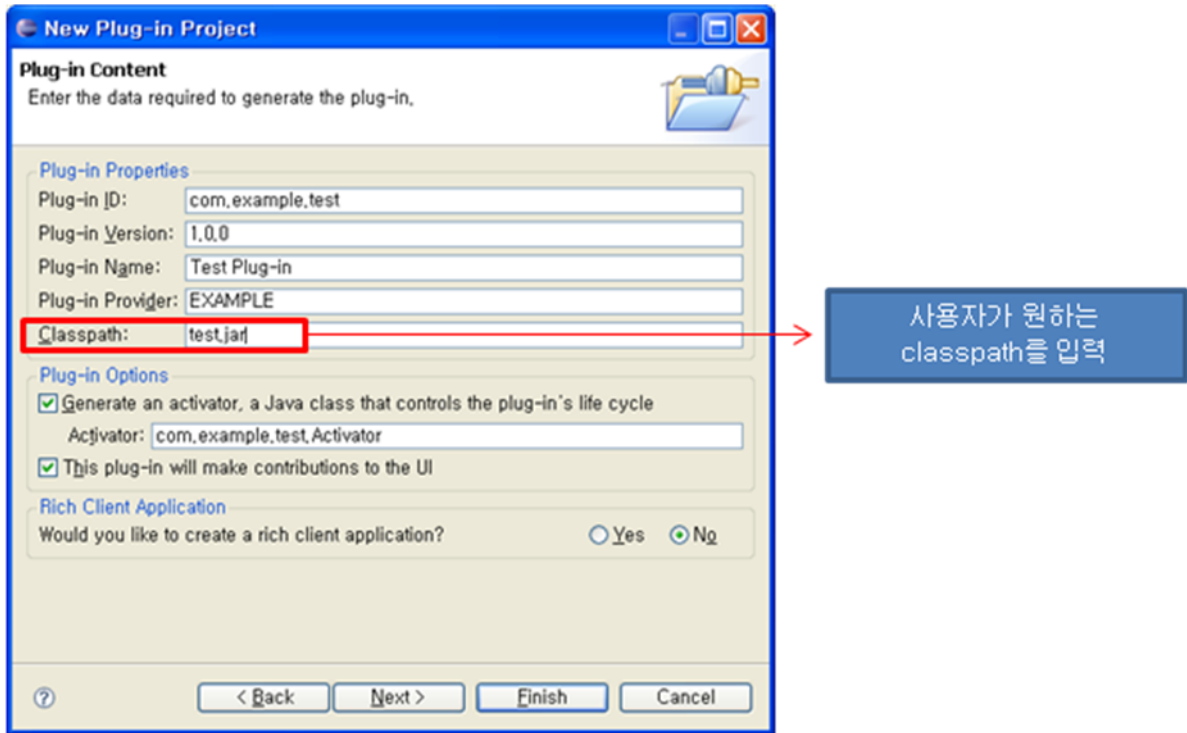 New Plug-in Project
Plug-in Content
Enter the data required to generate the plug-in.
Plug-in Properties
Plug-in ID: com.example.test
Plug-in Version: 1.0.0
Plug-in Name: Test Plug-in
Plug-in Provider: EXAMPLE
Classpath: test.jar
사용자가 원하는
classpath를 입력
Plug-in Options
Generate an activator, a Java class that controls the plug-in's life cycle
Activator: com.example.test.Activator
This plug-in will make contributions to the UI
Rich Client Application
Would you like to create a rich client application? Yes No
? < Back Next > Finish Cancel